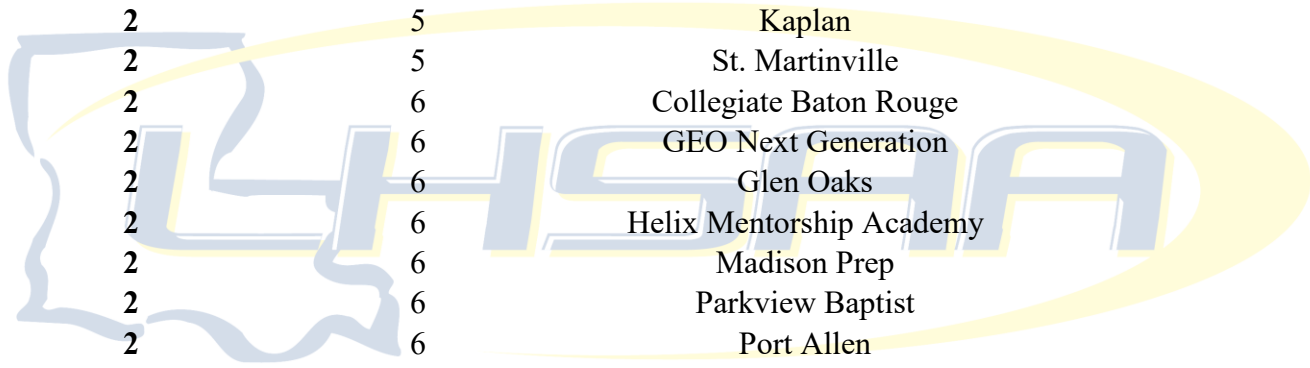 2 5 Kaplan
2 5 St. Martinville
2 6 Collegiate Baton Rouge
2 6 GEO Next Generation
2 6 Glen Oaks
2 6 Helix Mentorship Academy
2 6 Madison Prep
2 6 Parkview Baptist
2 6 Port Allen
LHSAA